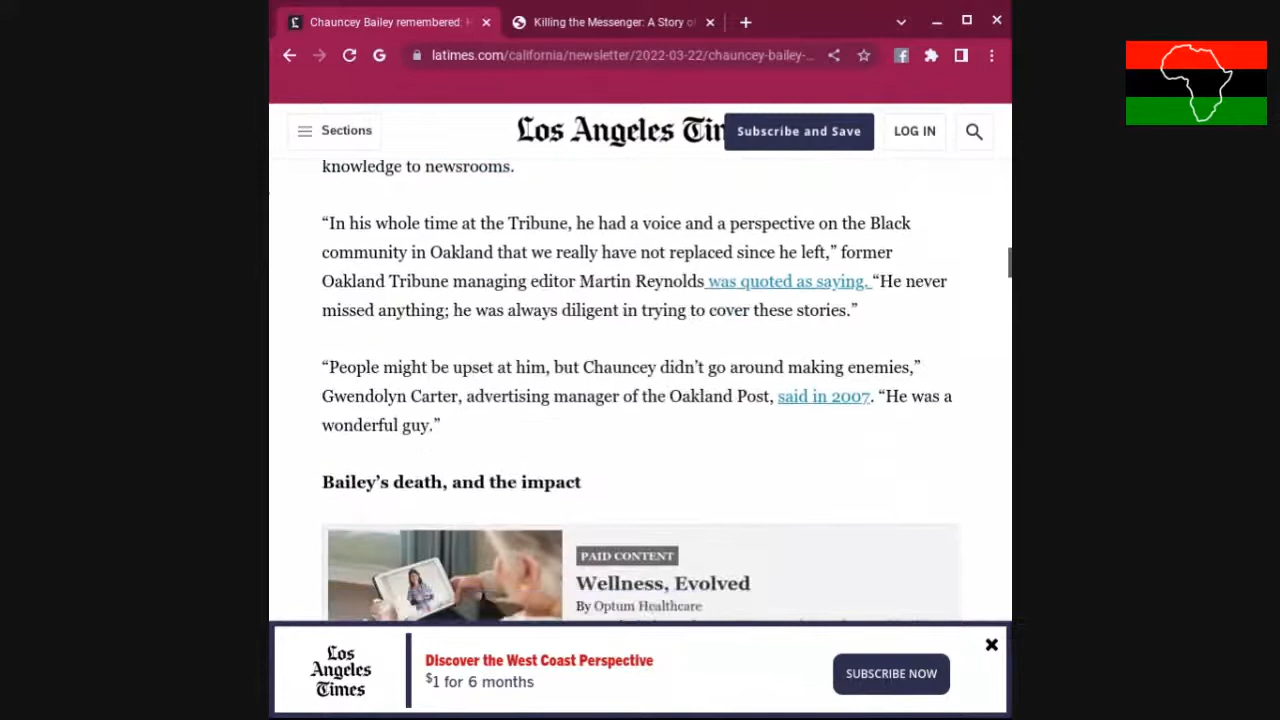 Chauncey Bailey remembered: H
Killing the Messenger: A Story of
latimes.com/california/newsletter/2022-03-22/chauncey-bailey-...
Sections
Los Angeles Tim
Subscribe and Save
LOG IN
knowledge to newsrooms.
“In his whole time at the Tribune, he had a voice and a perspective on the Black
community in Oakland that we really have not replaced since he left,” former
Oakland Tribune managing editor Martin Reynolds was quoted as saying. “He never
missed anything; he was always diligent in trying to cover these stories.”
“People might be upset at him, but Chauncey didn’t go around making enemies,”
Gwendolyn Carter, advertising manager of the Oakland Post, said in 2007. “He was a
wonderful guy.”
Bailey’s death, and the impact
PAID CONTENT
Wellness, Evolved
By Optum Healthcare
Los
Angeles
Times
Discover the West Coast Perspective
$1 for 6 months
SUBSCRIBE NOW